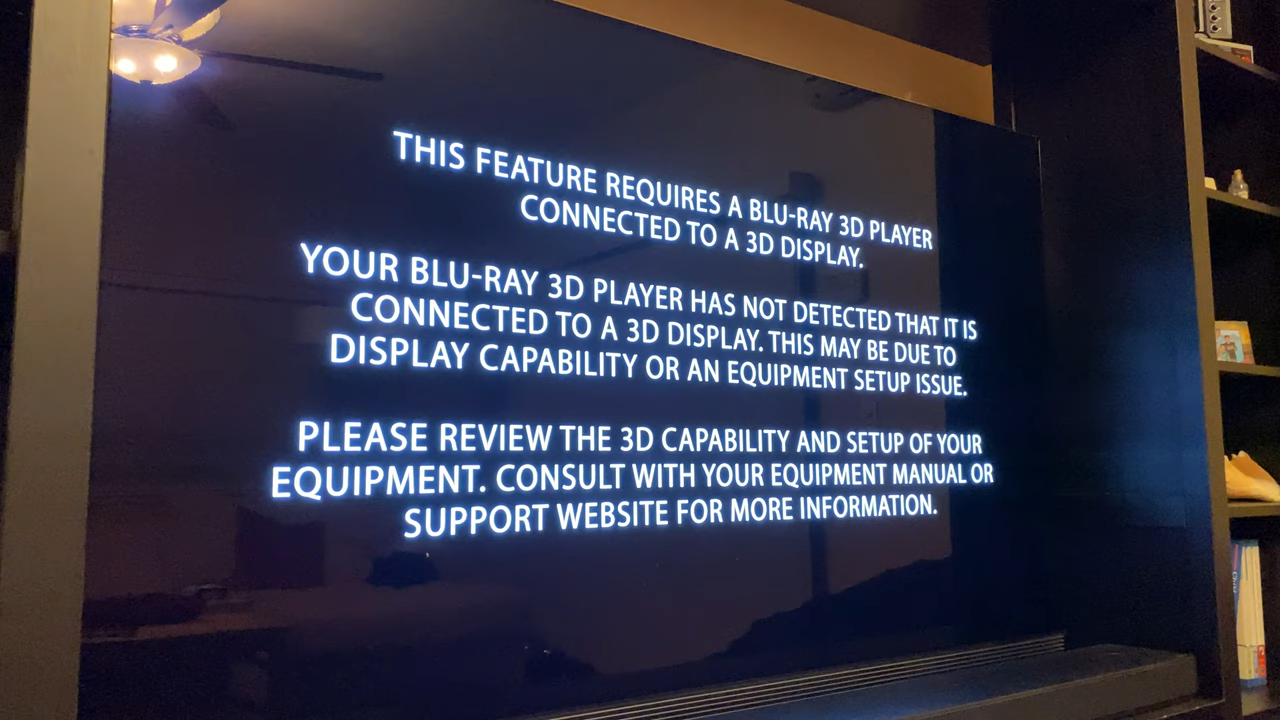 THIS FEATURE REQUIRES A BLU-RAY 3D PLAYER
CONNECTED TO A 3D DISPLAY.
YOUR BLU-RAY 3D PLAYER HAS NOT DETECTED THAT IT IS
CONNECTED TO A 3D DISPLAY. THIS MAY BE DUE TO
DISPLAY CAPABILITY OR AN EQUIPMENT SETUP ISSUE.
PLEASE REVIEW THE 3D CAPABILITY AND SETUP OF YOUR
EQUIPMENT. CONSULT WITH YOUR EQUIPMENT MANUAL OR
SUPPORT WEBSITE FOR MORE INFORMATION.